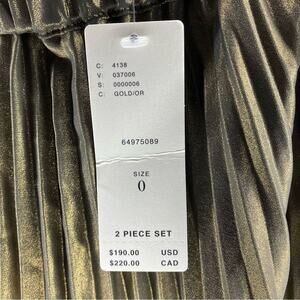 C: 4138
V: 037006
S: 0000006
C: GOLD/OR
64975089
SIZE
0
2 PIECE SET
$190.00 USD
$220.00 CAD